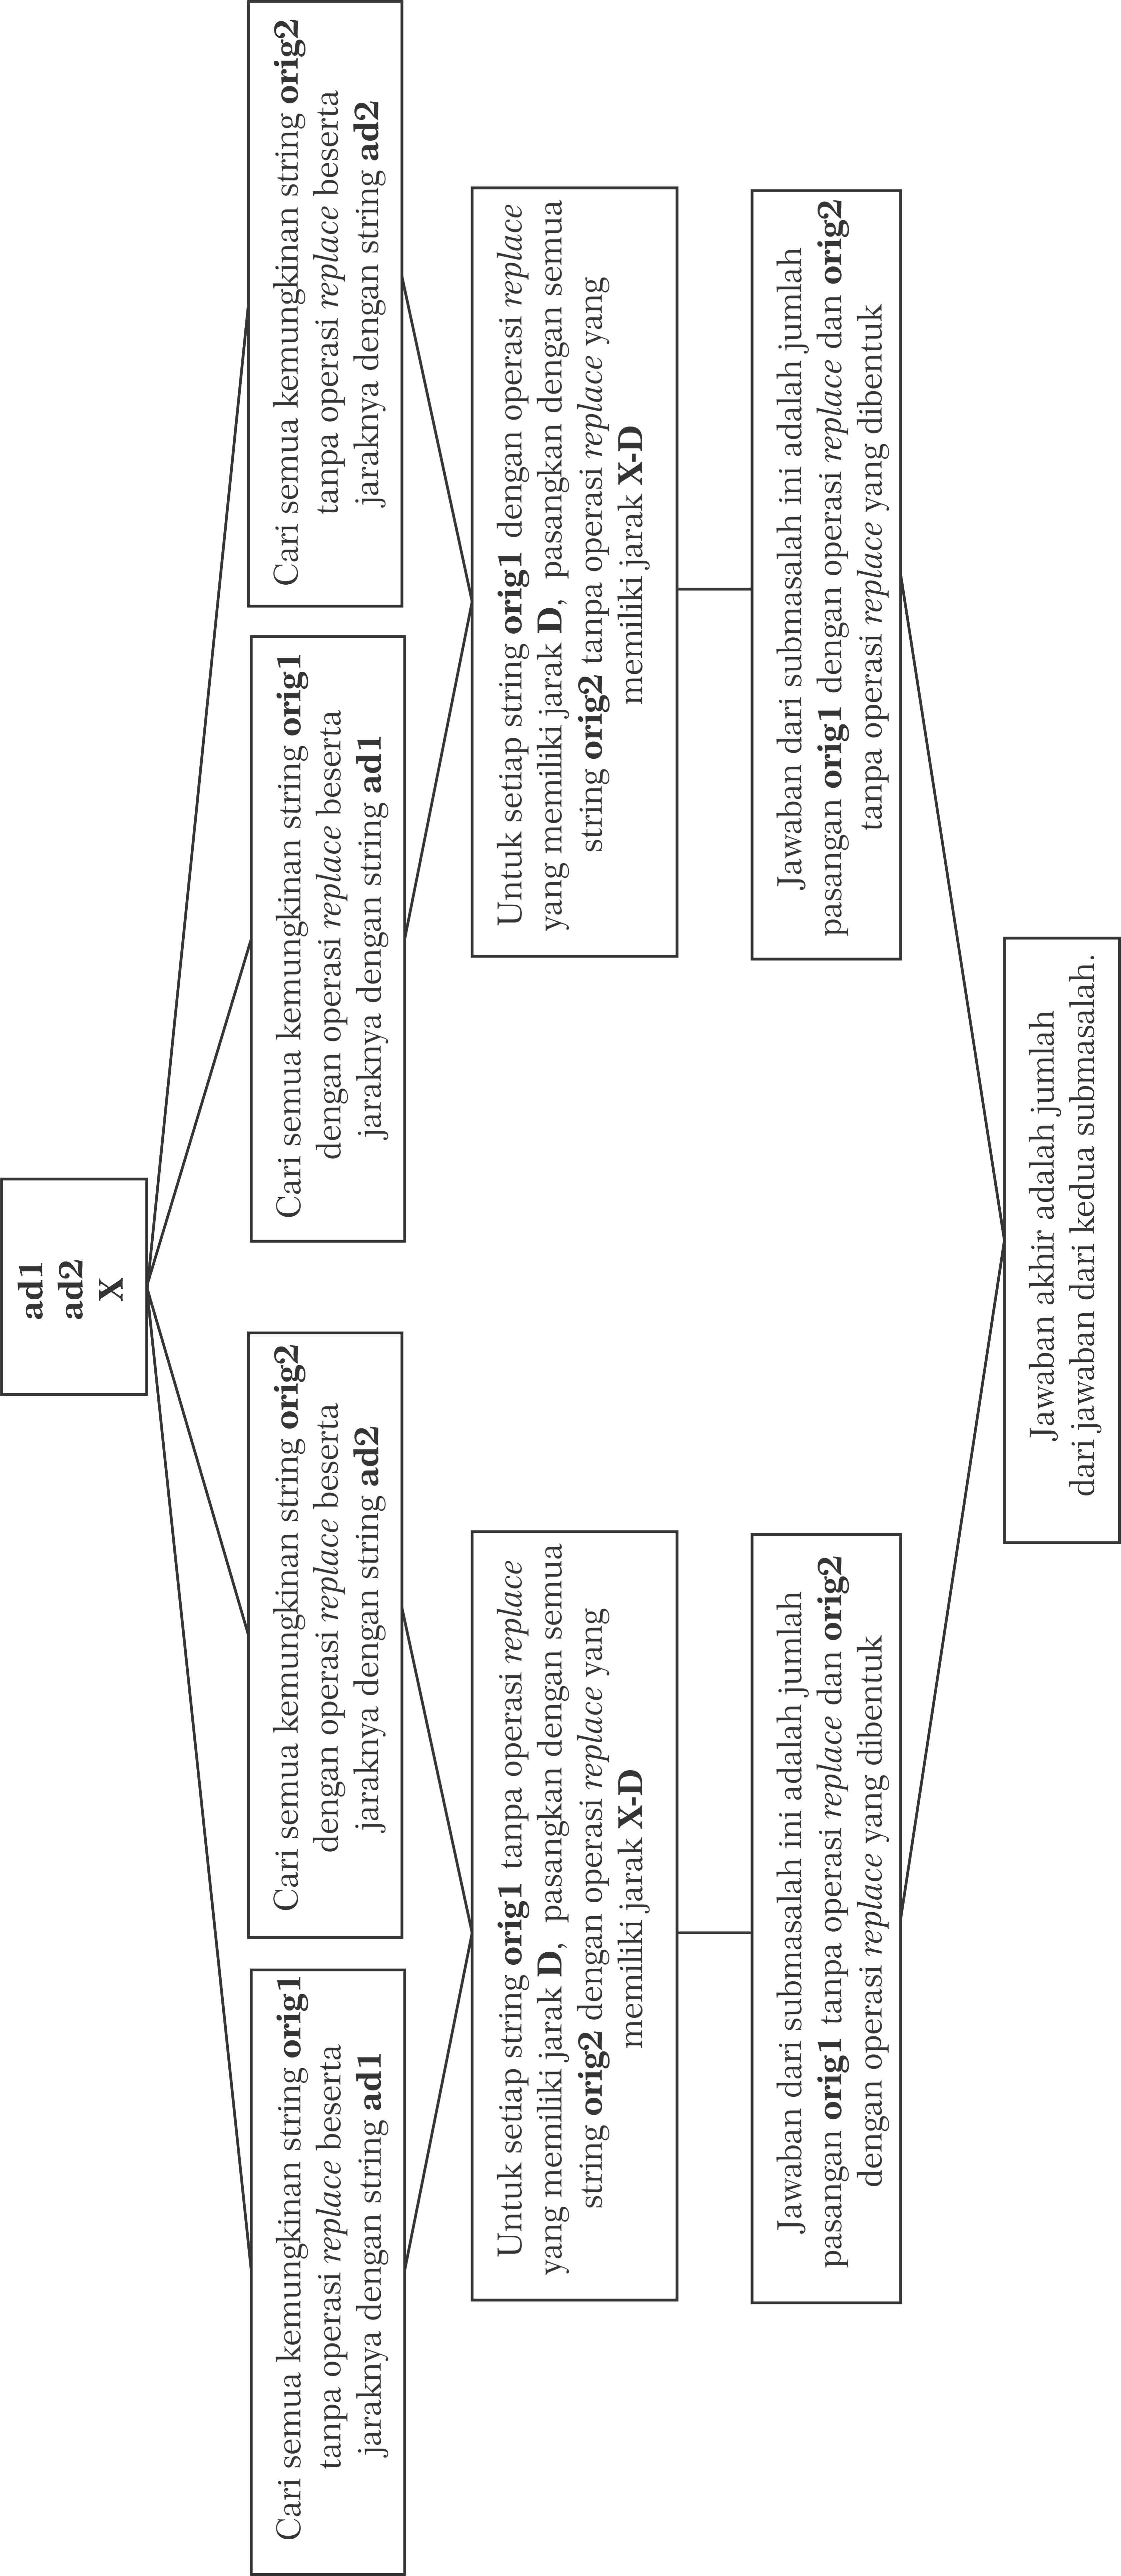 ad1
ad2
X
Cari semua kemungkinan string orig1
tanpa operasi replace beserta
jaraknya dengan string ad1
Cari semua kemungkinan string orig2
dengan operasi replace beserta
jaraknya dengan string ad2
Cari semua kemungkinan string orig1
dengan operasi replace beserta
jaraknya dengan string ad1
Cari semua kemungkinan string orig2
tanpa operasi replace beserta
jaraknya dengan string ad2
Untuk setiap string orig1 tanpa operasi replace
yang memiliki jarak D, pasangkan dengan semua
string orig2 dengan operasi replace yang
memiliki jarak X-D
Untuk setiap string orig1 dengan operasi replace
yang memiliki jarak D, pasangkan dengan semua
string orig2 tanpa operasi replace yang
memiliki jarak X-D
Jawaban dari submasalah ini adalah jumlah
pasangan orig1 tanpa operasi replace dan orig2
dengan operasi replace yang dibentuk
Jawaban dari submasalah ini adalah jumlah
pasangan orig1 dengan operasi replace dan orig2
tanpa operasi replace yang dibentuk
Jawaban akhir adalah jumlah
dari jawaban dari kedua submasalah.